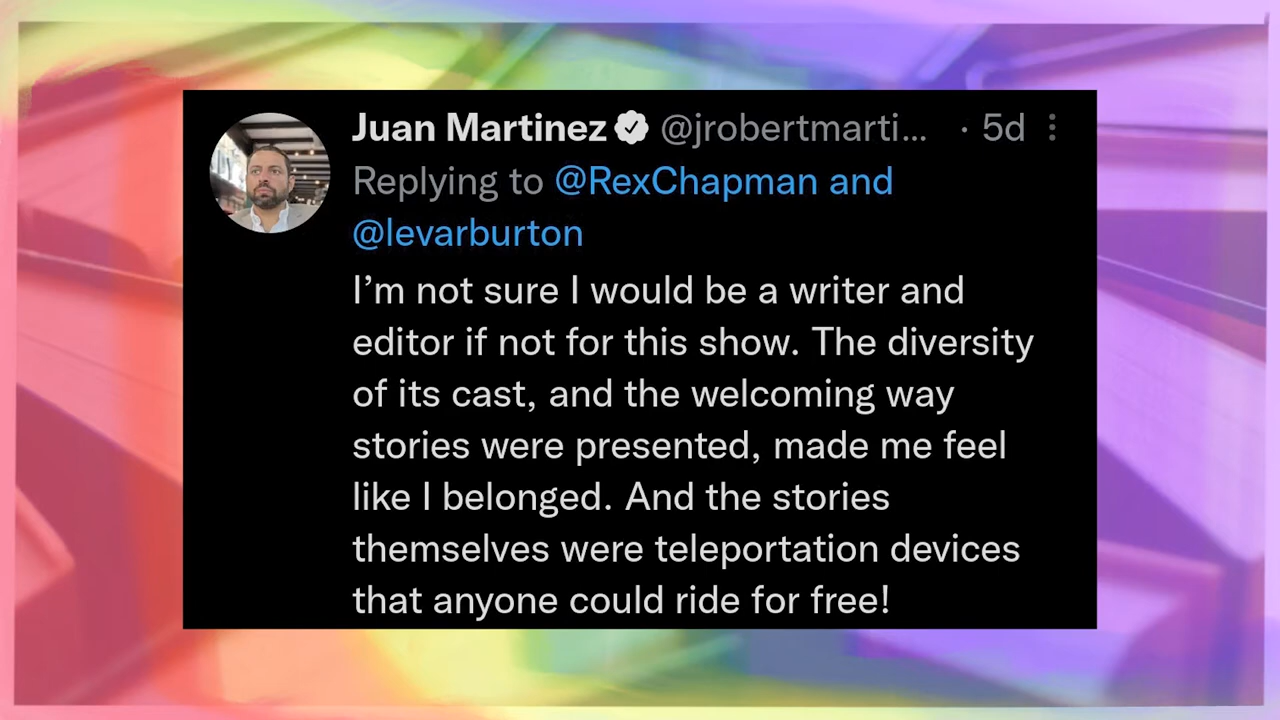 Juan Martinez @jrobertmarti... · 5d
Replying to @RexChapman and
@levarburton
I’m not sure I would be a writer and
editor if not for this show. The diversity
of its cast, and the welcoming way
stories were presented, made me feel
like I belonged. And the stories
themselves were teleportation devices
that anyone could ride for free!